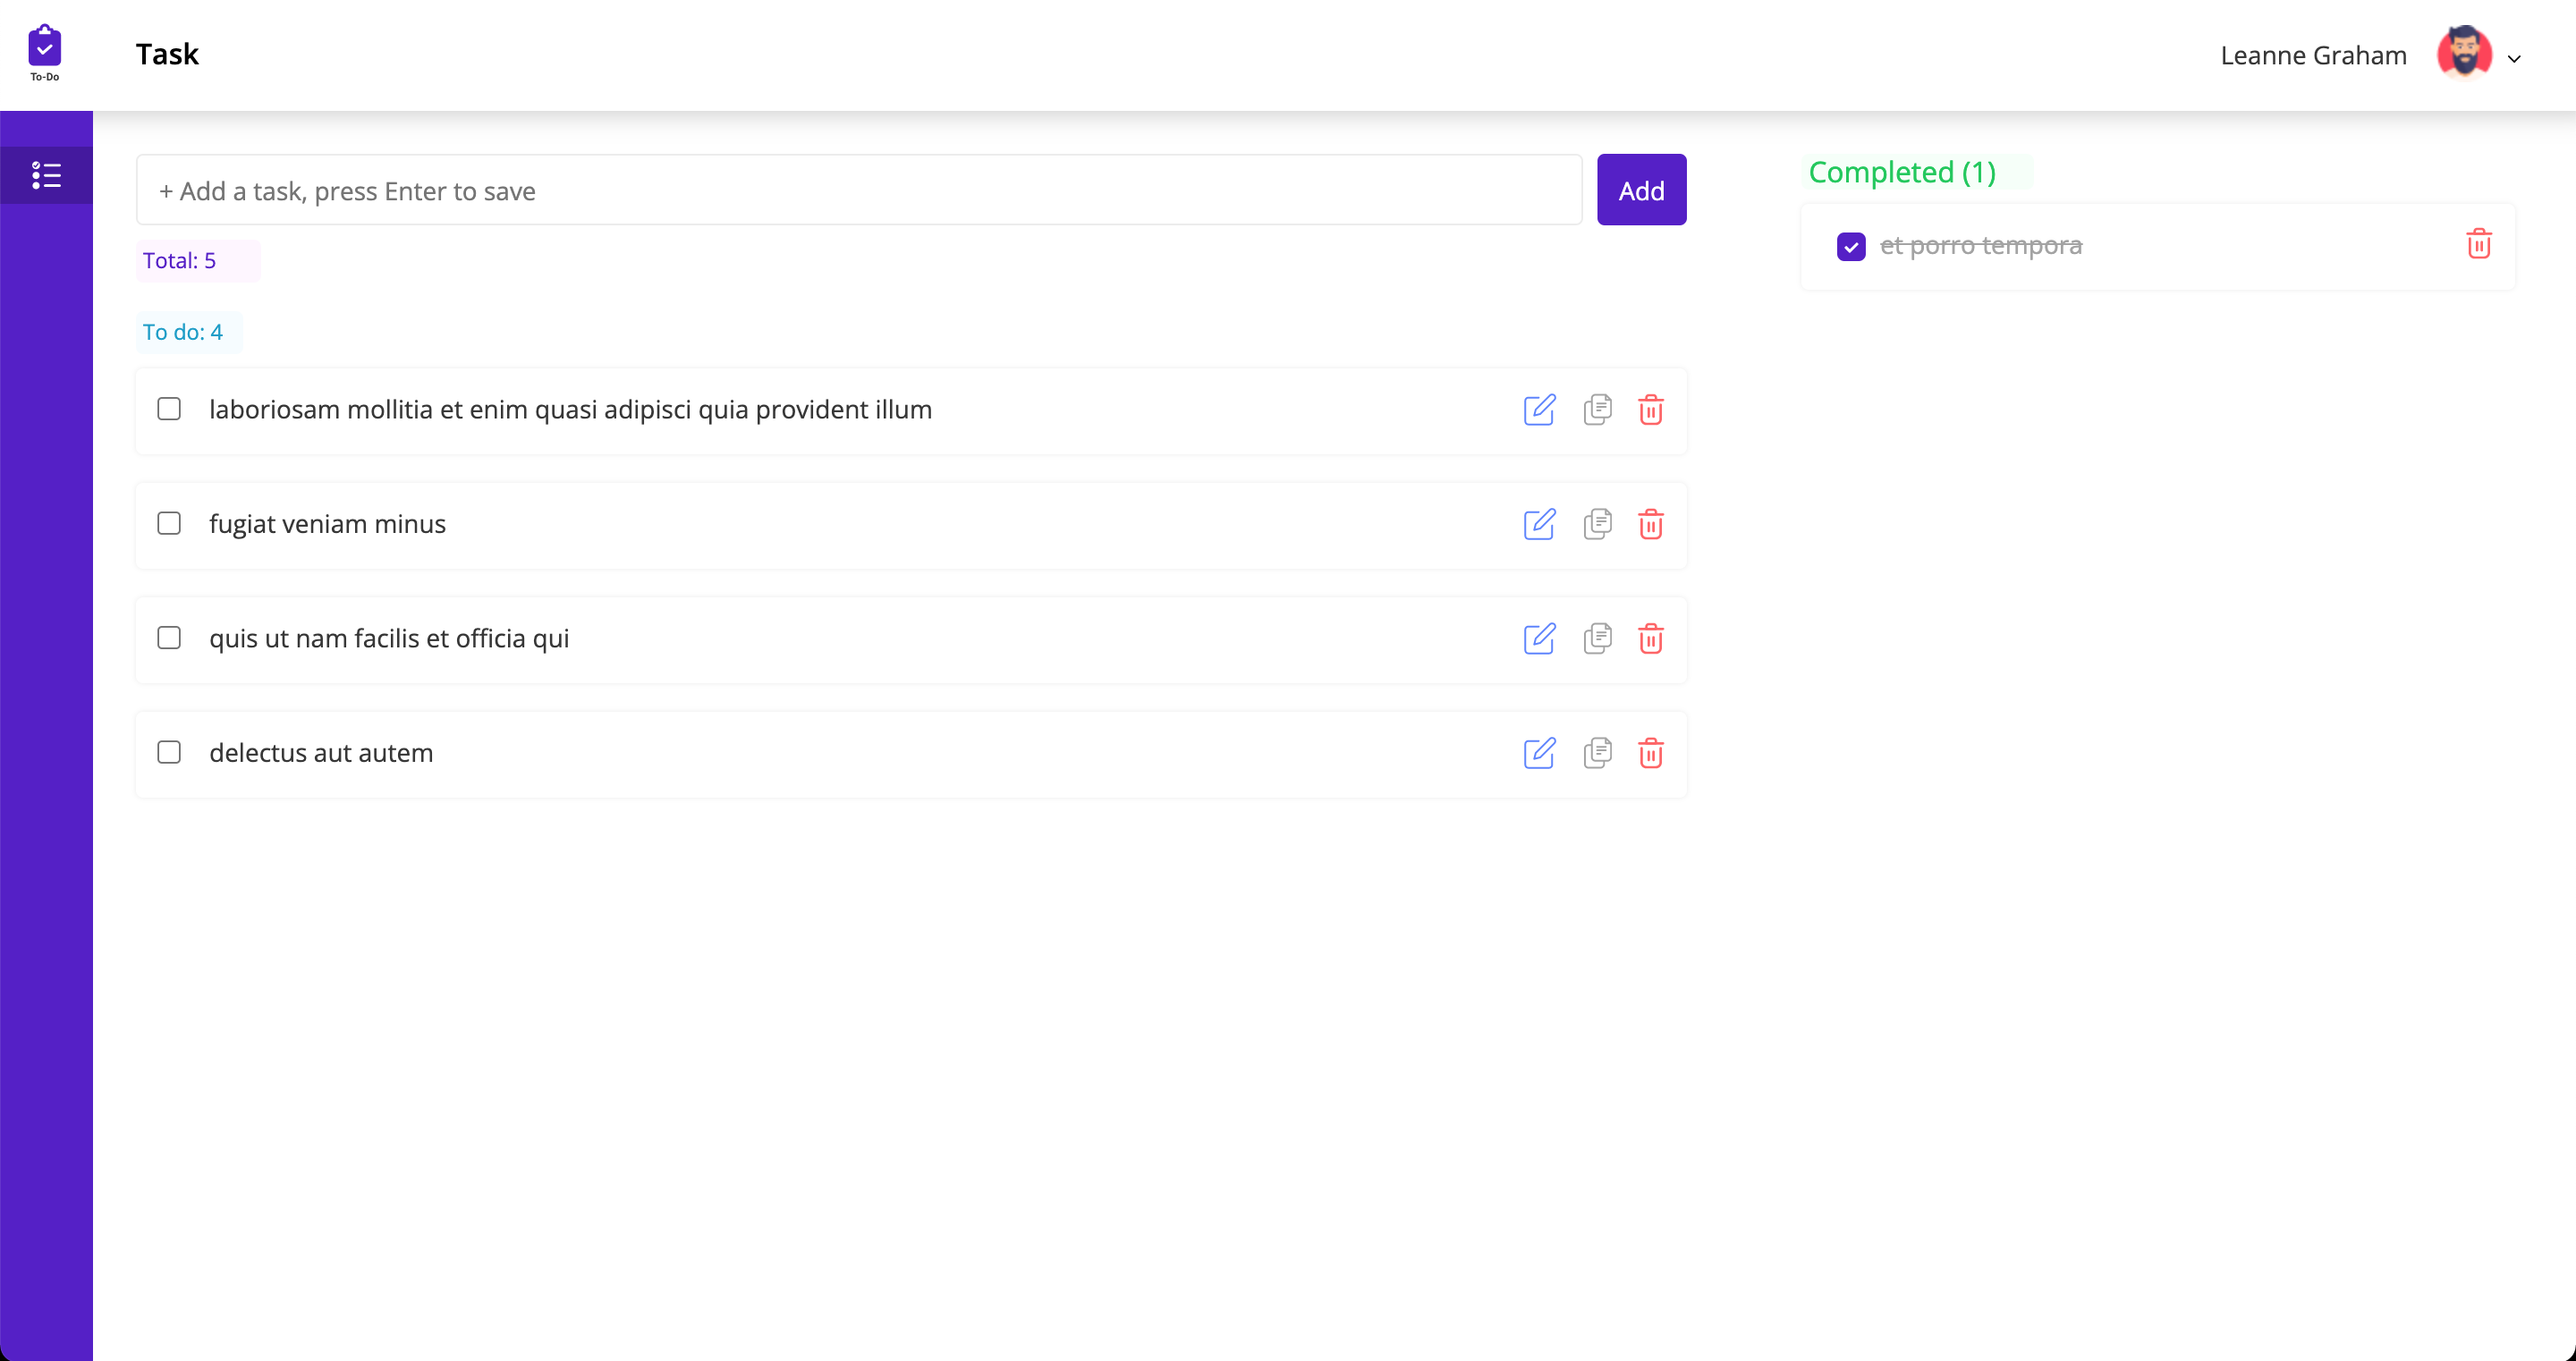 To-Do
Task
Leanne Graham
+ Add a task, press Enter to save
Add
Total: 5
To do: 4
laboriosam mollitia et enim quasi adipisci quia provident illum
fugiat veniam minus
quis ut nam facilis et officia qui
delectus aut autem
Completed (1)
et porro tempora